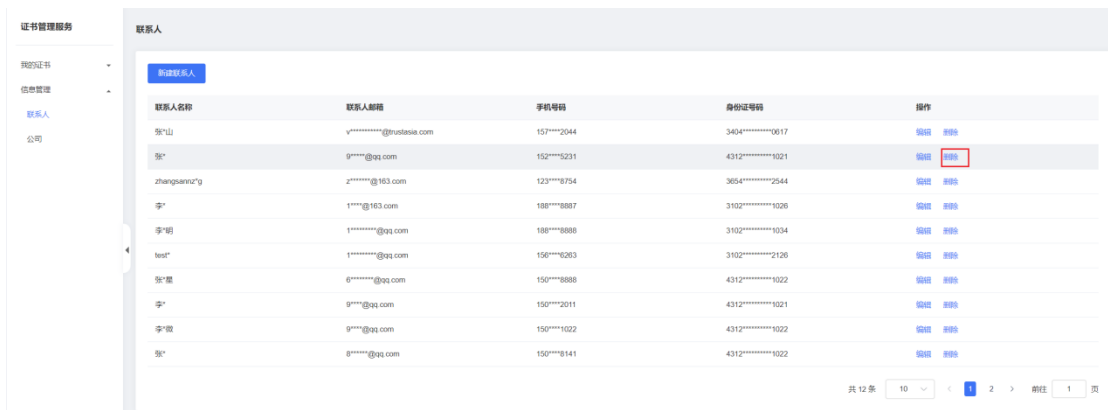 证书管理服务
联系人
我的证书
信息管理
联系人
公司
新建联系人
联系人名称 联系人邮箱 手机号码 身份证号码 操作
张*山 v***********@trustasia.com 157****2044 3404**********0617 编辑 删除
张* 9*****@qq.com 152****5231 4312**********1021 编辑 删除
zhangsannz*g z*******@163.com 123****8754 3654**********2544 编辑 删除
李* 1****@163.com 188****8887 3102**********1026 编辑 删除
李*明 1*********@qq.com 188****8888 3102**********1034 编辑 删除
test* 1*********@qq.com 156****6263 3102**********2126 编辑 删除
张*星 6********@qq.com 150****8888 4312**********1022 编辑 删除
李* 9****@qq.com 150****2011 4312**********1021 编辑 删除
李*微 9****@qq.com 150****1022 4312**********1022 编辑 删除
张* 8******@qq.com 150****8141 4312**********1022 编辑 删除
共 12 条 10 1 2 前往 1 页